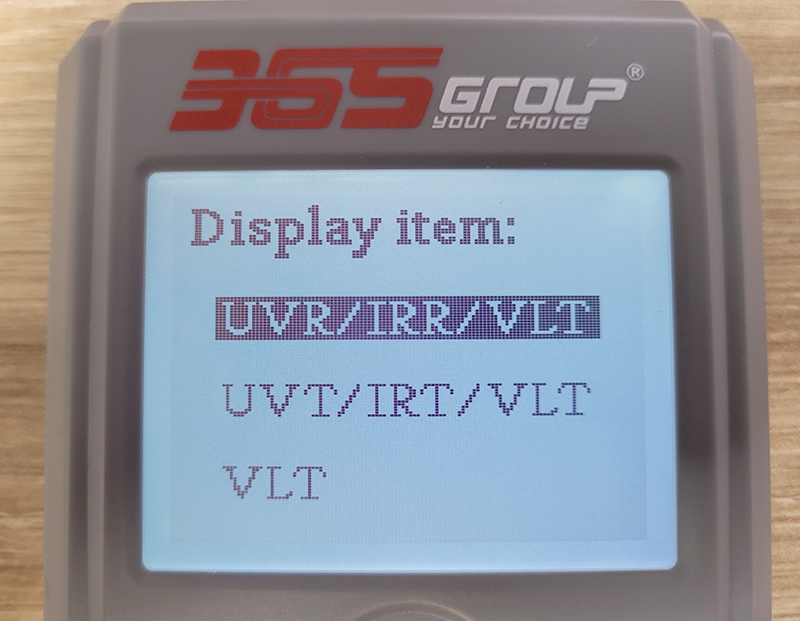 365 GROUP®
YOUR CHOICE
Display item:
UVR/IRR/VLT
UVT/IRT/VLT
VLT